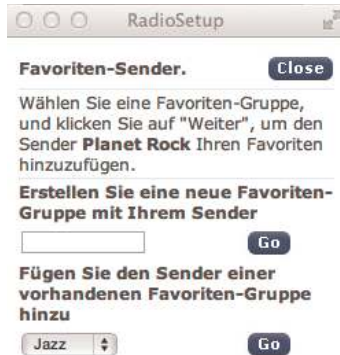 RadioSetup
Favoriten-Sender. Close
Wählen Sie eine Favoriten-Gruppe,
und klicken Sie auf "Weiter", um den
Sender Planet Rock Ihren Favoriten
hinzuzufügen.
Erstellen Sie eine neue Favoriten-
Gruppe mit Ihrem Sender
Go
Fügen Sie den Sender einer
vorhandenen Favoriten-Gruppe
hinzu
Jazz Go